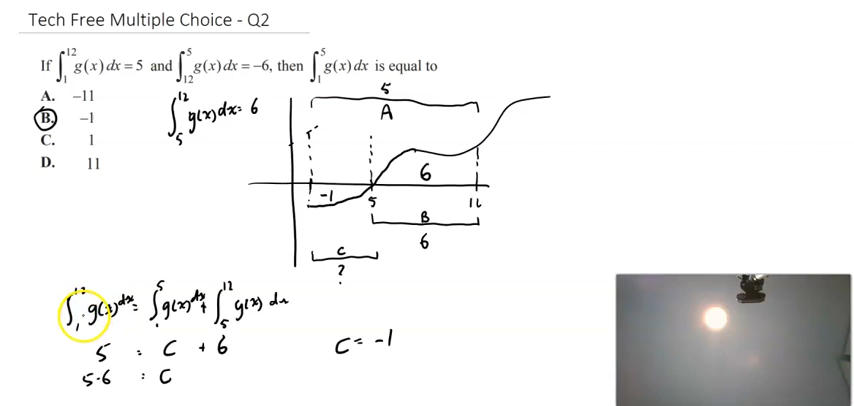 Tech Free Multiple Choice - Q2
If ∫₁¹² g(x) dx = 5 and ∫₁₂⁵ g(x) dx = −6, then ∫₁⁵ g(x) dx is equal to
A. −11
B. −1
C. 1
D. 11
∫₅¹² g(x) dx = 6
5
A
-1
6
5
12
B
6
C
?
∫₁¹² g(x) dx = ∫₁⁵ g(x) dx + ∫₅¹² g(x) dx
5 = C + 6
5-6 = C
C = -1